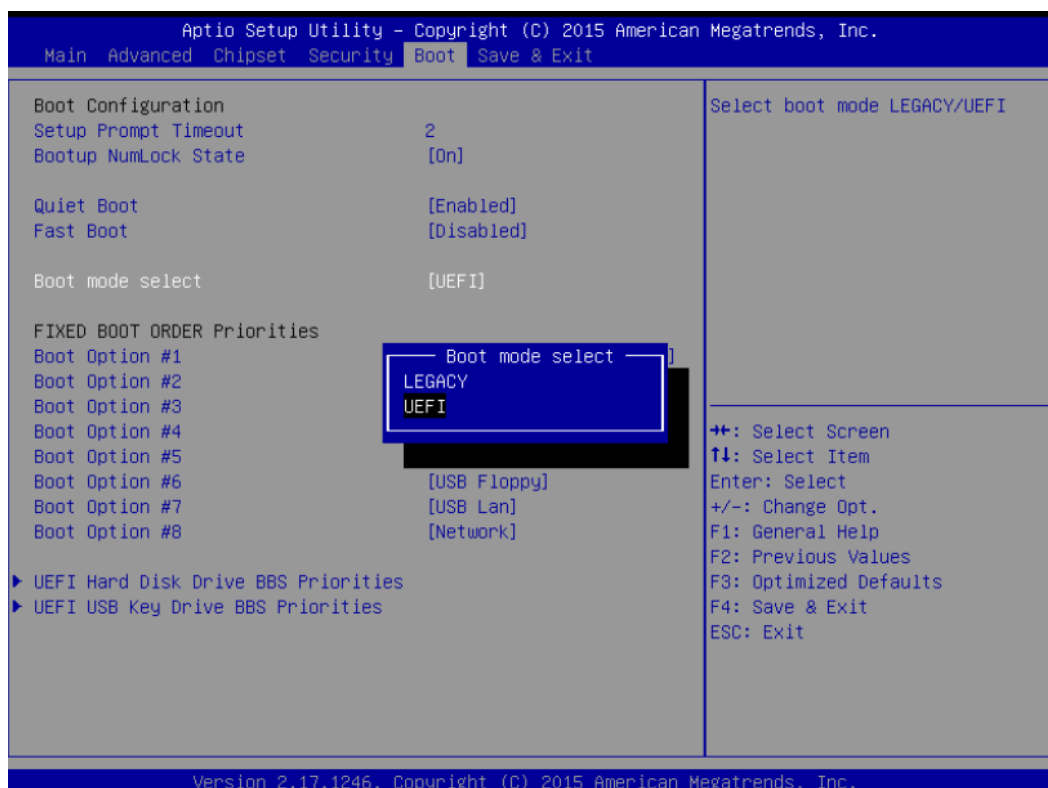 Aptio Setup Utility – Copyright (C) 2015 American Megatrends, Inc.
Main Advanced Chipset Security Boot Save & Exit
Boot Configuration
Setup Prompt Timeout 2
Bootup NumLock State [On]
Quiet Boot [Enabled]
Fast Boot [Disabled]
Boot mode select [UEFI]
FIXED BOOT ORDER Priorities
Boot Option #1
Boot Option #2
Boot Option #3
Boot Option #4
Boot Option #5
Boot Option #6 [USB Floppy]
Boot Option #7 [USB Lan]
Boot Option #8 [Network]
UEFI Hard Disk Drive BBS Priorities
UEFI USB Key Drive BBS Priorities
Boot mode select
LEGACY
UEFI
Select boot mode LEGACY/UEFI
→←: Select Screen
↑↓: Select Item
Enter: Select
+/-: Change Opt.
F1: General Help
F2: Previous Values
F3: Optimized Defaults
F4: Save & Exit
ESC: Exit
Version 2.17.1246. Copyright (C) 2015 American Megatrends, Inc.